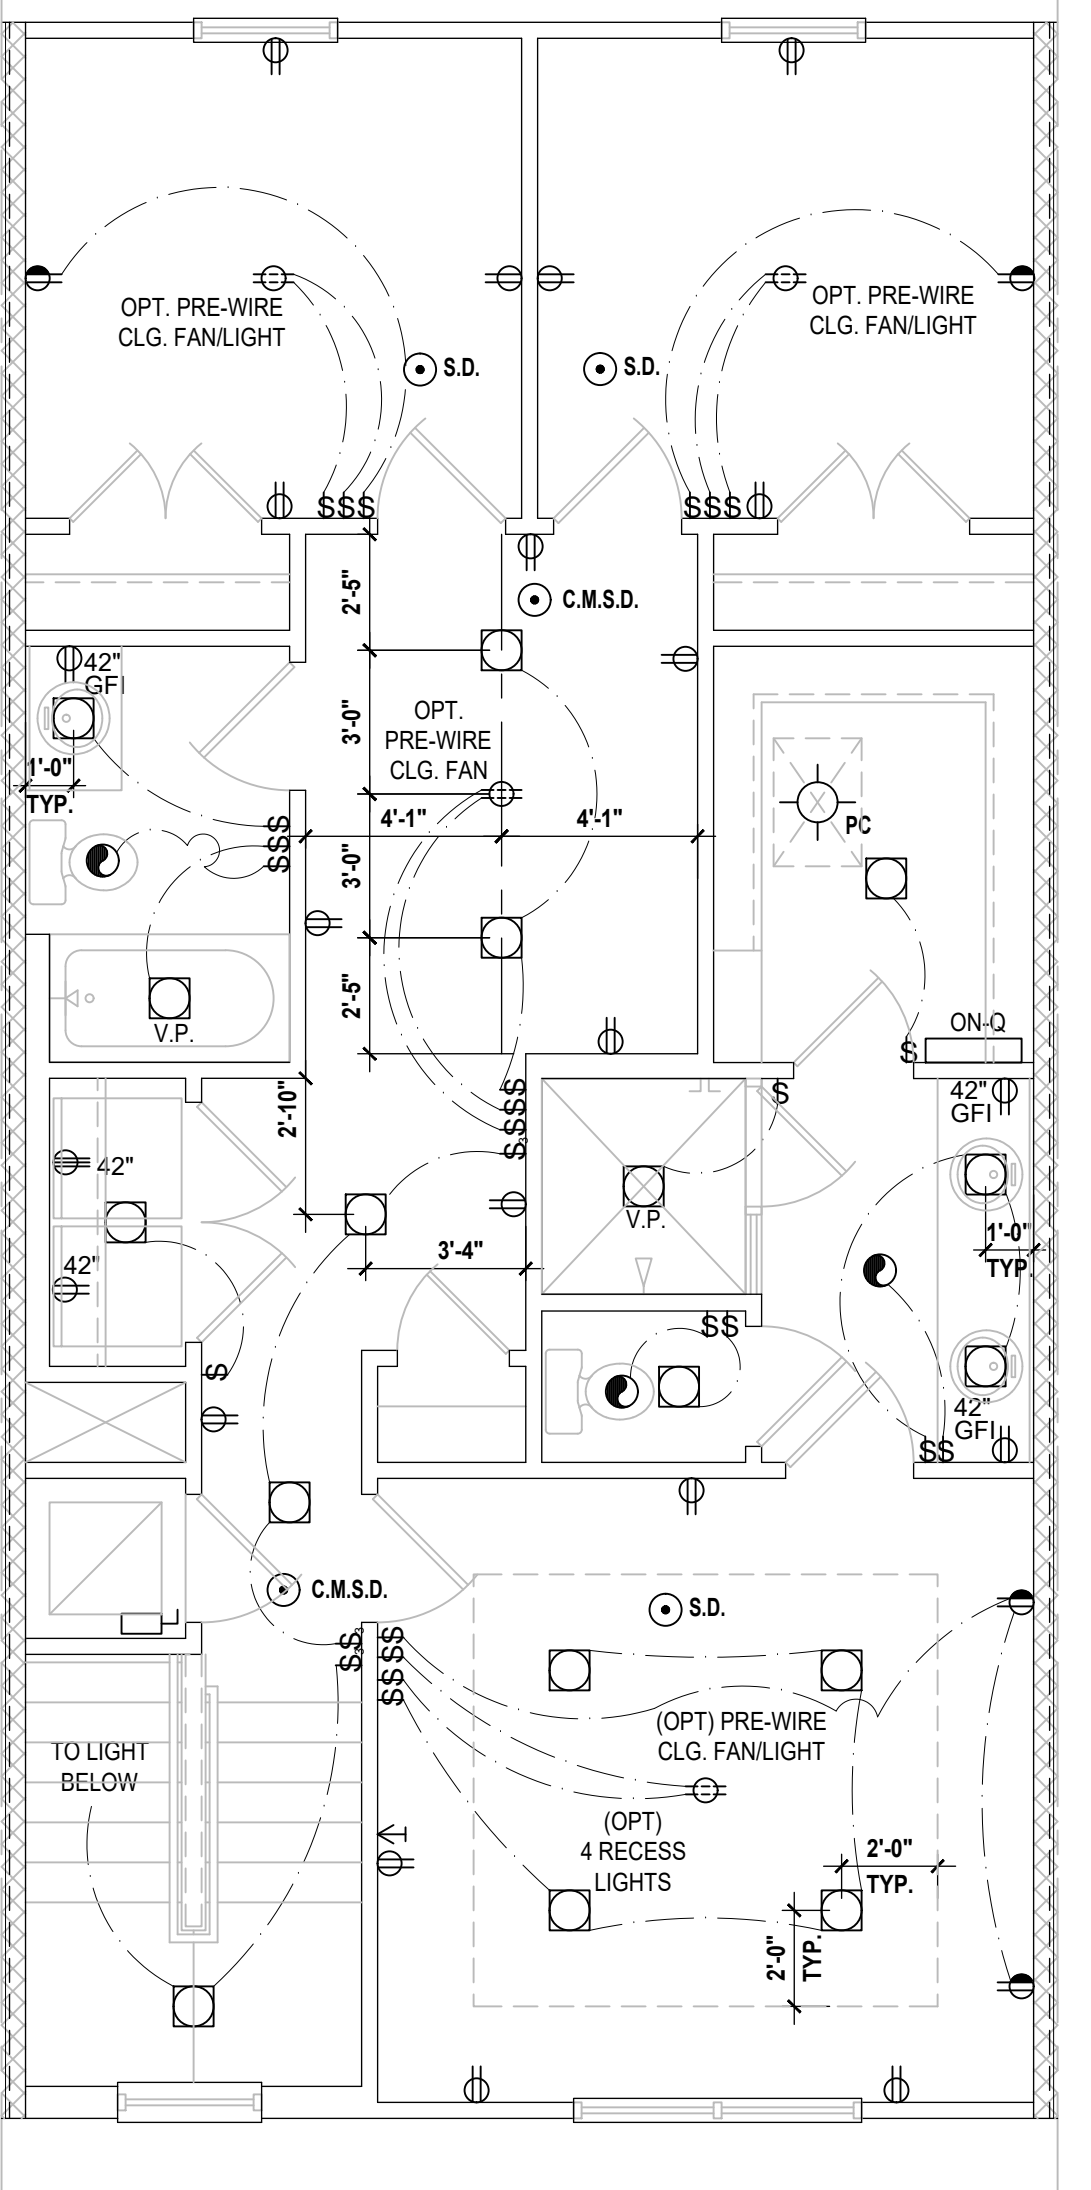 OPT. PRE-WIRE
CLG. FAN/LIGHT
OPT. PRE-WIRE
CLG. FAN/LIGHT
S.D.
S.D.
SSS
SSS
2'-5"
C.M.S.D.
42"
GFI
3'-0"
OPT.
PRE-WIRE
CLG. FAN
1'-0"
TYP.
4'-1"
4'-1"
PC
S
S
S
3'-0"
2'-5"
V.P.
ON-Q
S
2'-10"
S
S
S
S3
S
42"
GFI
42"
V.P.
3'-4"
1'-0"
TYP.
42"
SS
S
42"
GFI
SS
C.M.S.D.
S.D.
S3
S3
S
S
S
S
(OPT) PRE-WIRE
CLG. FAN/LIGHT
TO LIGHT
BELOW
(OPT)
4 RECESS
LIGHTS
2'-0"
TYP.
2'-0"
TYP.